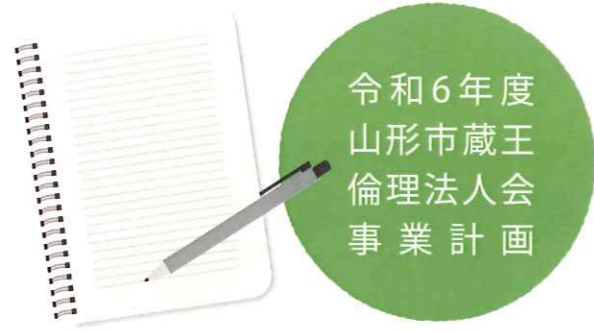 令和6年度
山形市蔵王
倫理法人会
事業計画